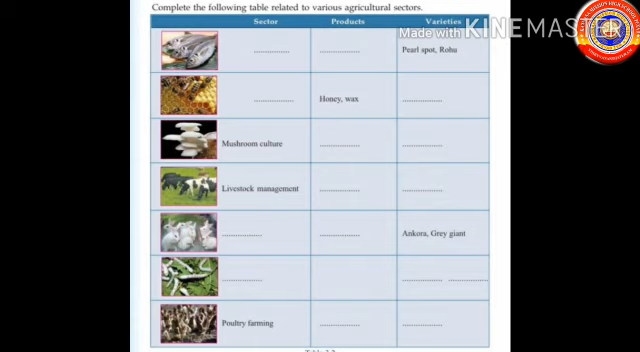 Complete the following table related to various agricultural sectors.
Sector Products Varieties
Made with KINEMASTER
................ .................. Pearl spot, Rohu
.................. Honey, wax ..................
Mushroom culture .................. ..................
Livestock management .................. ..................
.................. .................. Ankora, Grey giant
.................. .................. ..................
Poultry farming .................. ..................